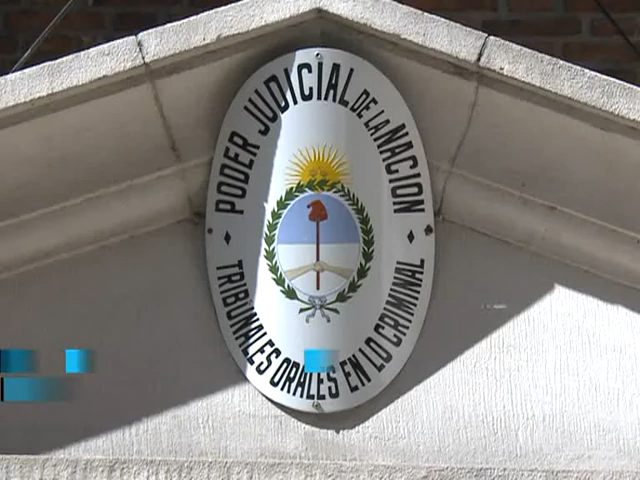 PODER JUDICIAL DE LA NACION
TRIBUNALES ORALES EN LO CRIMINAL